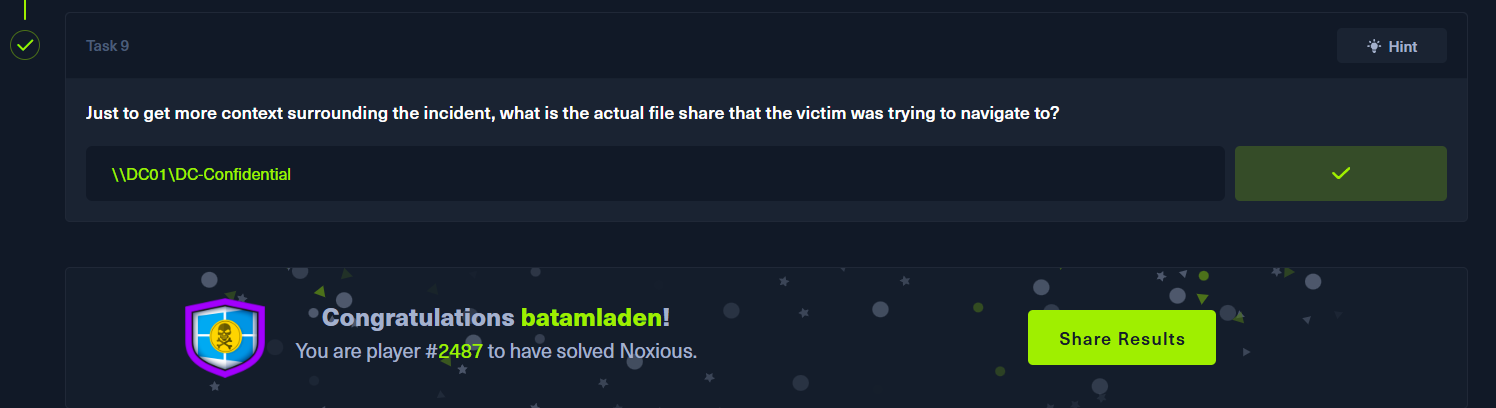 Task 9
Hint
Just to get more context surrounding the incident, what is the actual file share that the victim was trying to navigate to?
\\DC01\DC-Confidential
Congratulations batamladen!
You are player #2487 to have solved Noxious.
Share Results